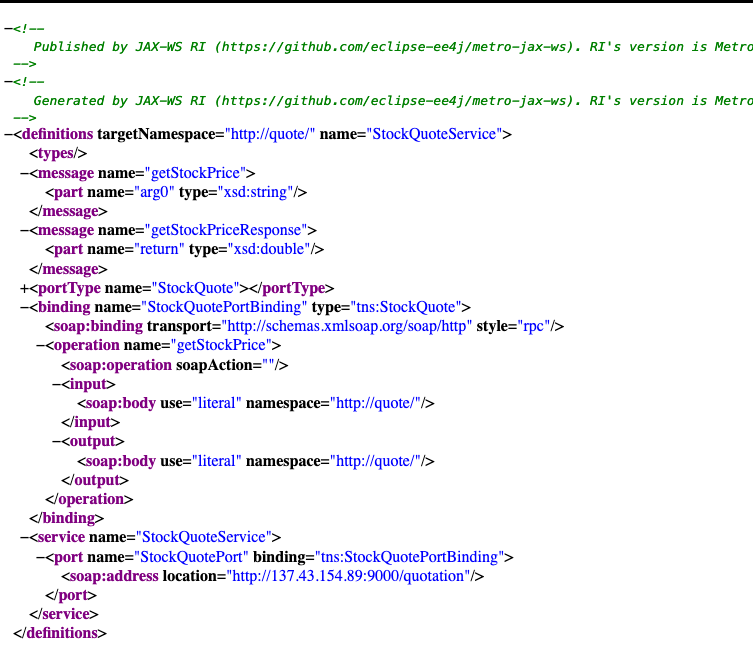 −<!--
Published by JAX-WS RI (https://github.com/eclipse-ee4j/metro-jax-ws). RI's version is Metro
-->
−<!--
Generated by JAX-WS RI (https://github.com/eclipse-ee4j/metro-jax-ws). RI's version is Metro
-->
−<definitions targetNamespace="http://quote/" name="StockQuoteService">
<types/>
−<message name="getStockPrice">
<part name="arg0" type="xsd:string"/>
</message>
−<message name="getStockPriceResponse">
<part name="return" type="xsd:double"/>
</message>
+<portType name="StockQuote"></portType>
−<binding name="StockQuotePortBinding" type="tns:StockQuote">
<soap:binding transport="http://schemas.xmlsoap.org/soap/http" style="rpc"/>
−<operation name="getStockPrice">
<soap:operation soapAction=""/>
−<input>
<soap:body use="literal" namespace="http://quote/"/>
</input>
−<output>
<soap:body use="literal" namespace="http://quote/"/>
</output>
</operation>
</binding>
−<service name="StockQuoteService">
−<port name="StockQuotePort" binding="tns:StockQuotePortBinding">
<soap:address location="http://137.43.154.89:9000/quotation"/>
</port>
</service>
</definitions>